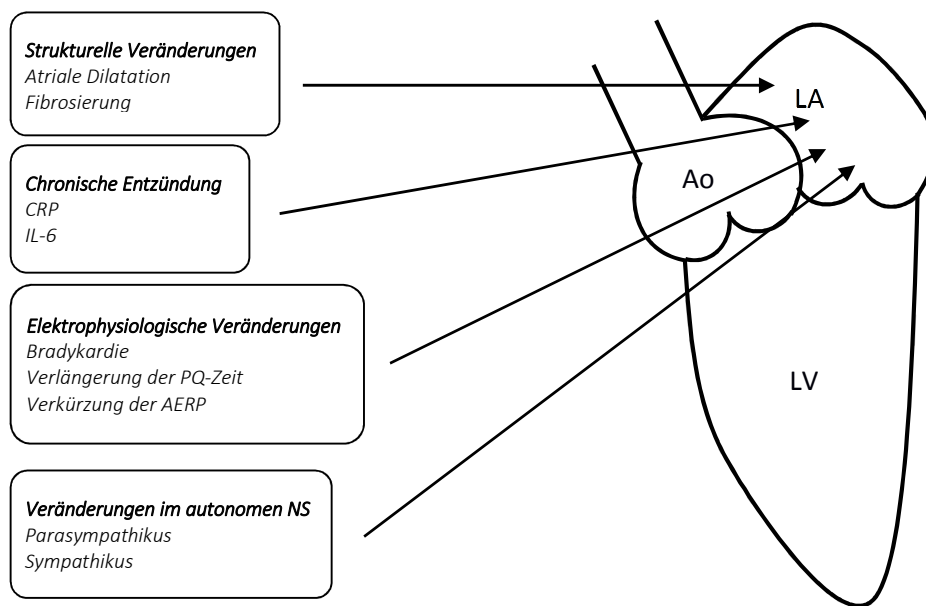 Strukturelle Veränderungen
Atriale Dilatation
Fibrosierung
Chronische Entzündung
CRP
IL-6
Elektrophysiologische Veränderungen
Bradykardie
Verlängerung der PQ-Zeit
Verkürzung der AERP
Veränderungen im autonomen NS
Parasympathikus
Sympathikus
LA
Ao
LV